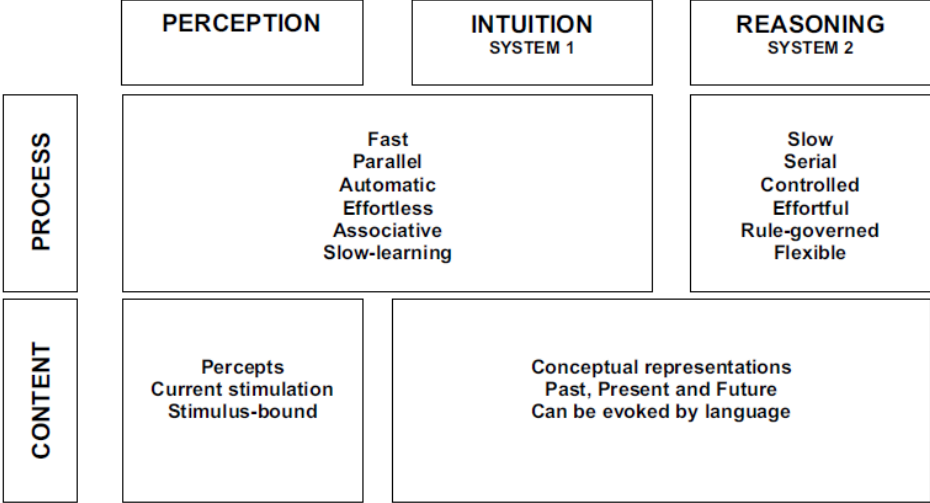 PERCEPTION
INTUITION
SYSTEM 1
REASONING
SYSTEM 2
PROCESS
Fast
Parallel
Automatic
Effortless
Associative
Slow-learning
Slow
Serial
Controlled
Effortful
Rule-governed
Flexible
CONTENT
Percepts
Current stimulation
Stimulus-bound
Conceptual representations
Past, Present and Future
Can be evoked by language